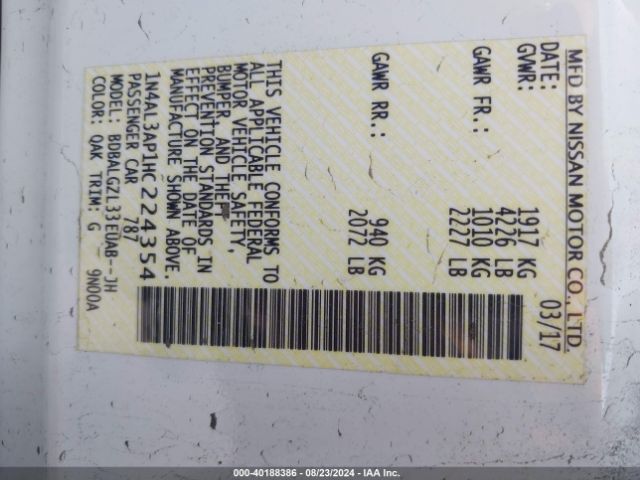 MFD BY NISSAN MOTOR CO., LTD.
DATE: 03/17
GVWR: 1917 KG
4226 LB
GAWR FR.: 1010 KG
2227 LB
GAWR RR.: 940 KG
2072 LB
THIS VEHICLE CONFORMS TO
ALL APPLICABLE FEDERAL
MOTOR VEHICLE SAFETY,
BUMPER, AND THEFT
PREVENTION STANDARDS IN
EFFECT ON THE DATE OF
MANUFACTURE SHOWN ABOVE.
1N4AL3AP1HC224354
PASSENGER CAR 787
MODEL: BDBALGZL33EUAB--JH
COLOR: QAK TRIM: G 9N00A
000-40188386 - 08/23/2024 - IAA Inc.